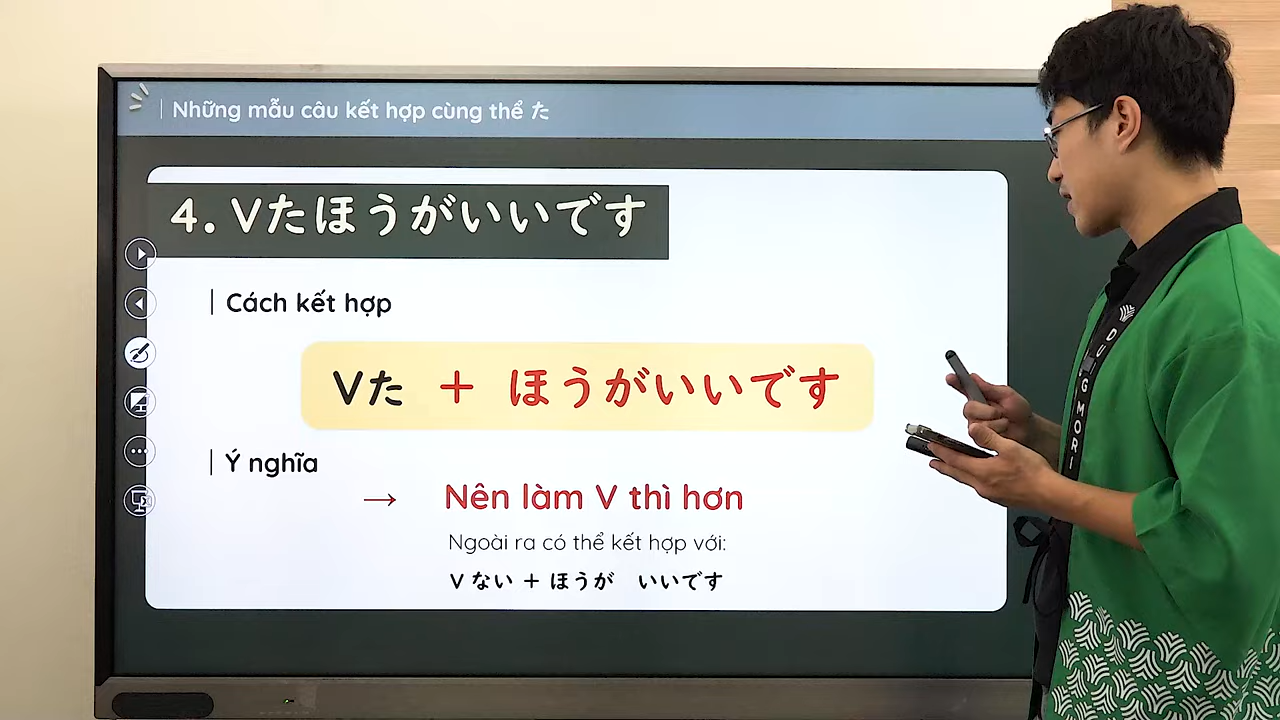 Những mẫu câu kết hợp cùng thể た
4. Vたほうがいいです
Cách kết hợp
Vた + ほうがいいです
Ý nghĩa
→ Nên làm V thì hơn
Ngoài ra có thể kết hợp với:
V ない + ほうが いいです
MORI